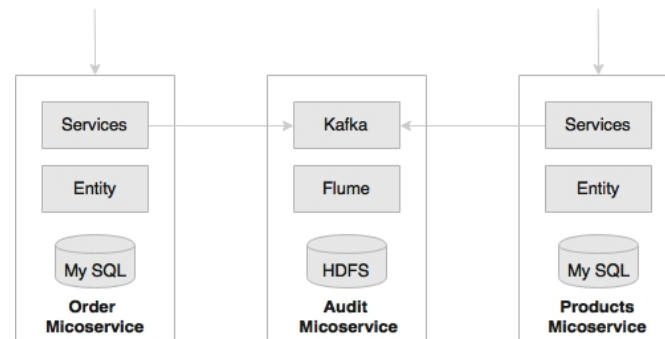 Services
Entity
My SQL
Order
Micoservice
Kafka
Flume
HDFS
Audit
Micoservice
Services
Entity
My SQL
Products
Micoservice